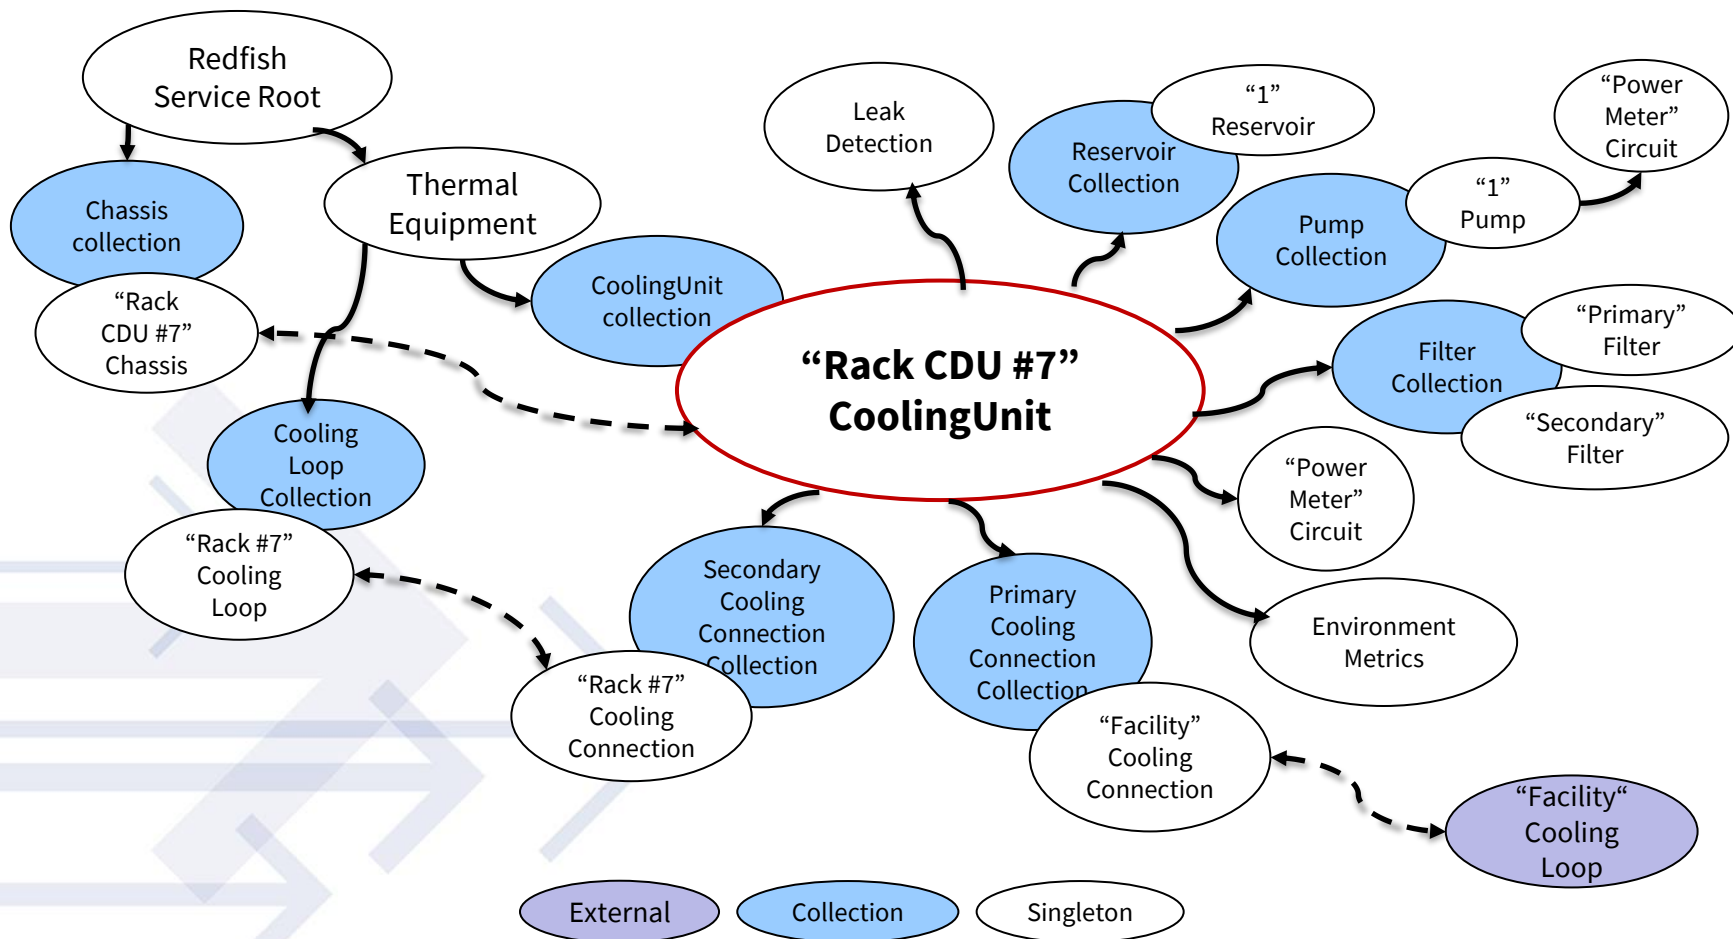 Redfish
Service Root
Chassis
collection
“Rack
CDU #7”
Chassis
Thermal
Equipment
CoolingUnit
collection
Cooling
Loop
Collection
“Rack #7”
Cooling
Loop
Leak
Detection
Reservoir
Collection
“1”
Reservoir
Pump
Collection
“1”
Pump
“Power
Meter”
Circuit
“Rack CDU #7”
CoolingUnit
Filter
Collection
“Primary”
Filter
“Secondary”
Filter
“Power
Meter”
Circuit
Environment
Metrics
Secondary
Cooling
Connection
Collection
“Rack #7”
Cooling
Connection
Primary
Cooling
Connection
Collection
“Facility”
Cooling
Connection
“Facility“
Cooling
Loop
External
Collection
Singleton